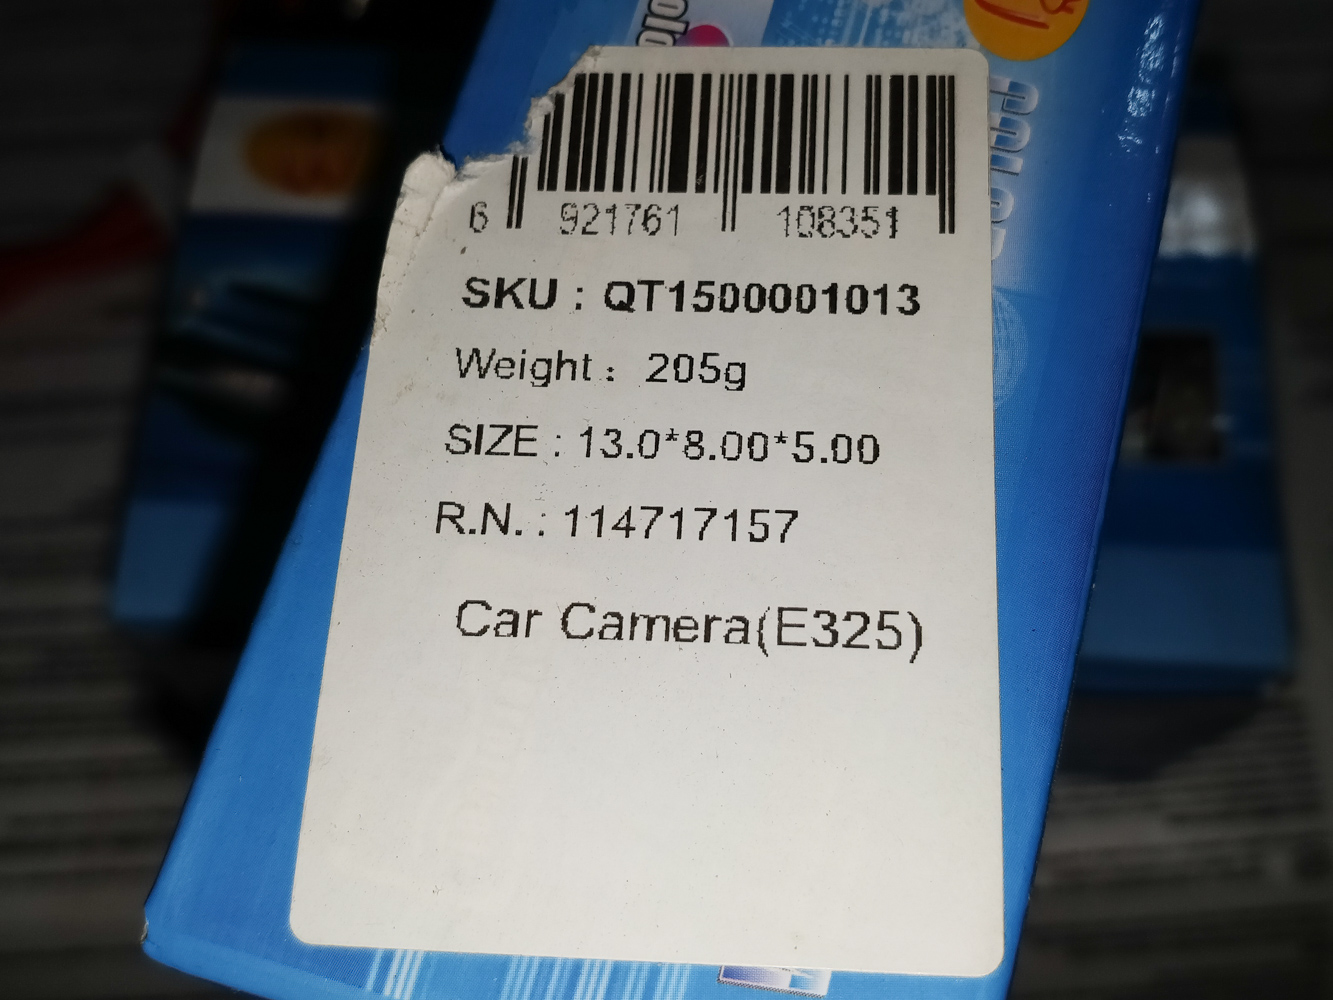 6 921761 108351
SKU : QT1500001013
Weight : 205g
SIZE : 13.0*8.00*5.00
R.N. : 114717157
Car Camera(E325)